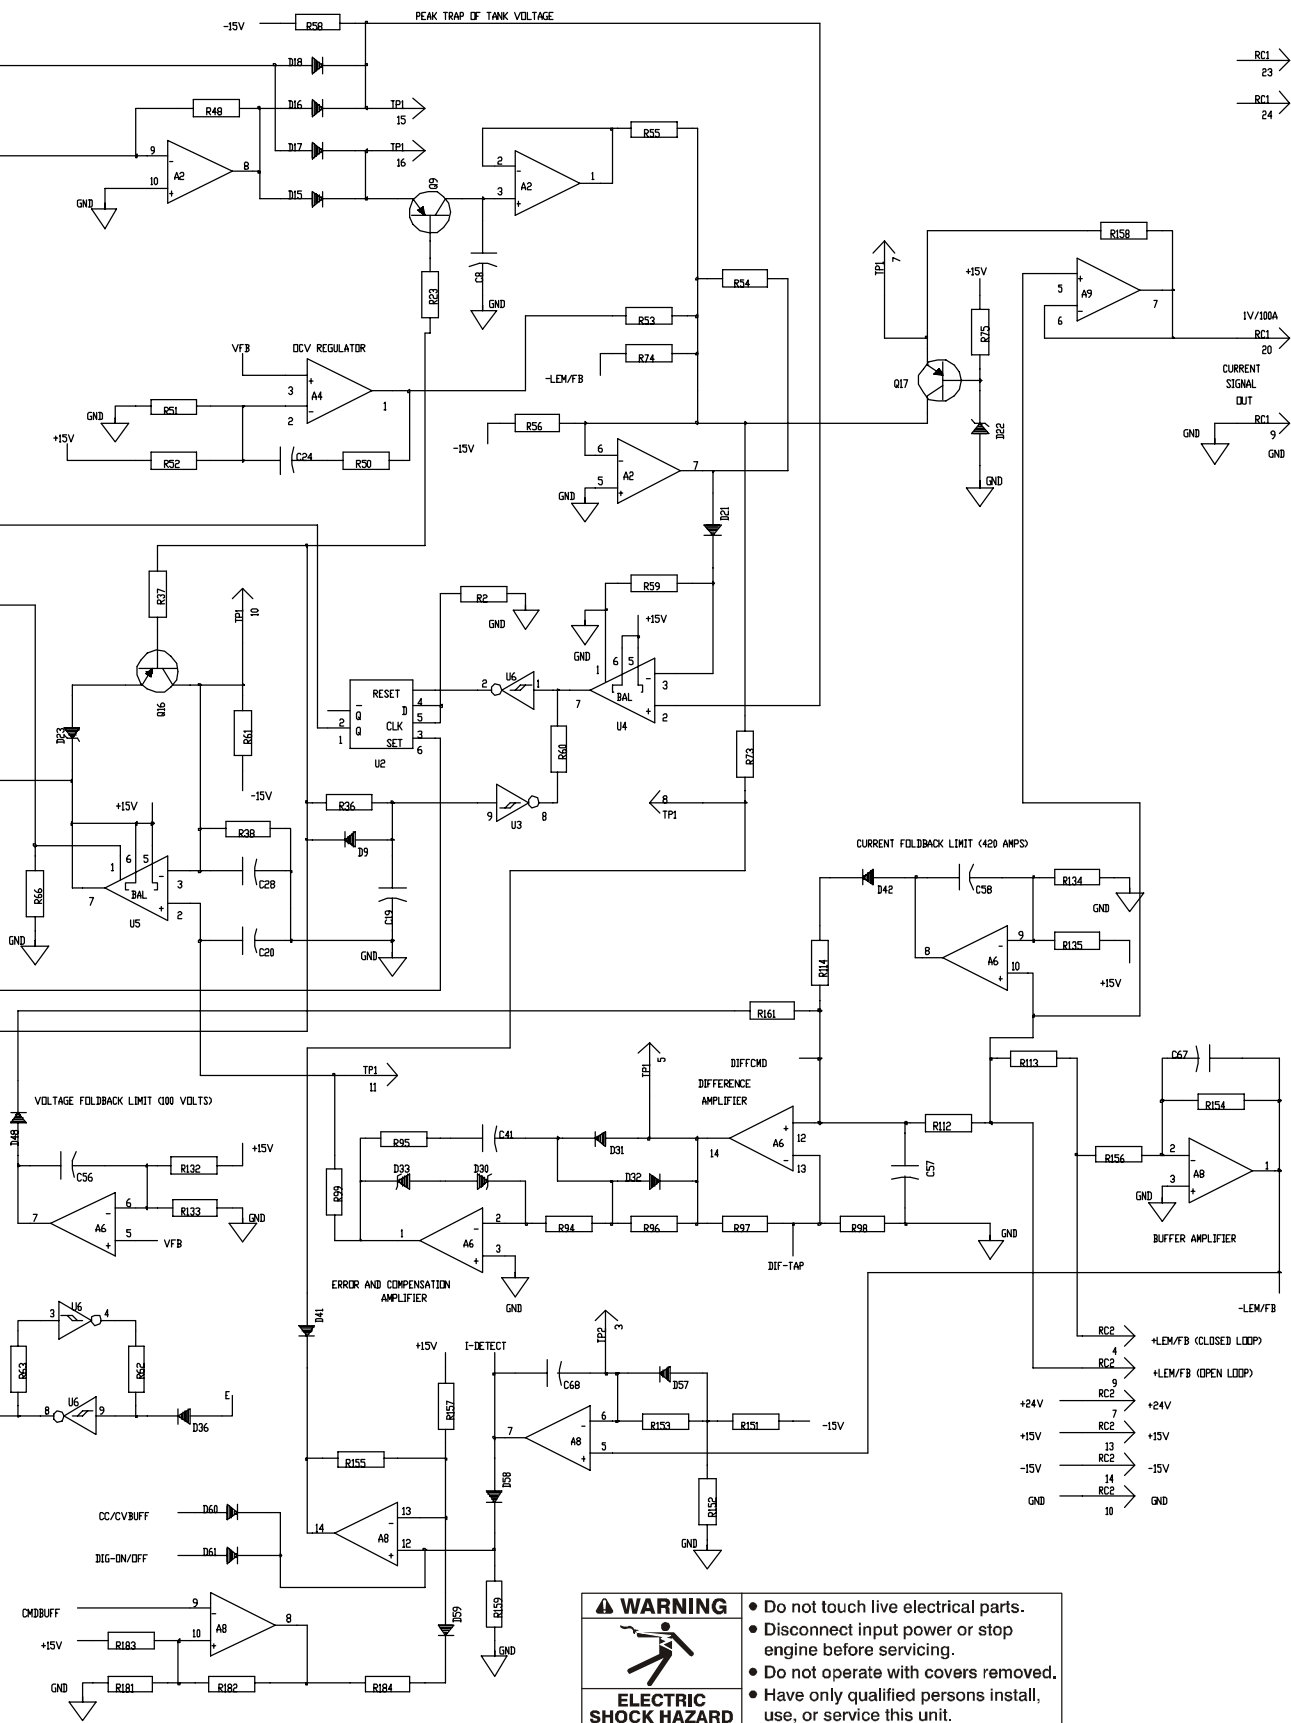 PEAK TRAP OF TANK VOLTAGE
-15V
R58
D18
RC1
23
R48
D16
TP1
15
RC1
24
D17
TP1
16
R55
9
-
A2
8
10
+
GND
D15
Q9
2
-
A2
1
3
+
C8
GND
R23
R54
R158
TP1
7
+15V
R75
5
+
A9
7
6
-
1V/100A
RC1
20
CURRENT
SIGNAL
OUT
RC1
9
GND
GND
R53
R74
-LEM/FB
VFB
OCV REGULATOR
3
+
A4
1
2
-
GND
R51
+15V
R52
C24
R50
Q17
D22
GND
R56
-15V
6
-
A2
7
5
+
GND
D21
R37
TP1
10
R2
GND
R59
GND
+15V
6
5
1
BAL
-
3
+
2
7
U4
Q16
D23
R61
-15V
RESET
D
CLK
SET
Q
Q
2
1
4
5
3
6
U2
2
U6
1
R60
R73
R36
D9
9
U3
8
8
TP1
+15V
R38
6
5
1
BAL
-
3
+
2
7
U5
C28
C20
C19
GND
R66
GND
CURRENT FOLDBACK LIMIT (420 AMPS)
D42
C58
R134
GND
R114
8
A6
-
9
+
10
R135
+15V
R161
TP1
11
TP1
5
DIFFCMD
DIFFERENCE
AMPLIFIER
R113
C67
R154
VOLTAGE FOLDBACK LIMIT (100 VOLTS)
D48
C56
R132
+15V
R133
GND
7
A6
-
6
+
5
VFB
R99
R95
C41
D31
D33
D30
D32
14
A6
+
12
-
13
R112
C57
R156
2
-
A8
1
3
+
GND
BUFFER AMPLIFIER
1
A6
-
2
+
3
GND
R94
R96
R97
R98
GND
DIF-TAP
ERROR AND COMPENSATION
AMPLIFIER
-LEM/FB
3
U6
4
R63
R62
8
U6
9
D36
E
D41
+15V
I-DETECT
R157
TP2
3
C68
D57
7
A8
-
6
+
5
R153
R151
-15V
RC2
4
+LEM/FB (CLOSED LOOP)
RC2
9
+LEM/FB (OPEN LOOP)
+24V
RC2
7
+24V
+15V
RC2
13
+15V
-15V
RC2
14
-15V
GND
RC2
10
GND
R155
D58
R152
GND
CC/CVBUFF
D60
DIG-ON/OFF
D61
14
A8
-
13
+
12
CMDBUFF
9
-
A8
8
10
+
+15V
R183
GND
R181
R182
R184
D59
R159
GND
WARNING
ELECTRIC
SHOCK HAZARD
● Do not touch live electrical parts.
● Disconnect input power or stop
engine before servicing.
● Do not operate with covers removed.
● Have only qualified persons install,
use, or service this unit.